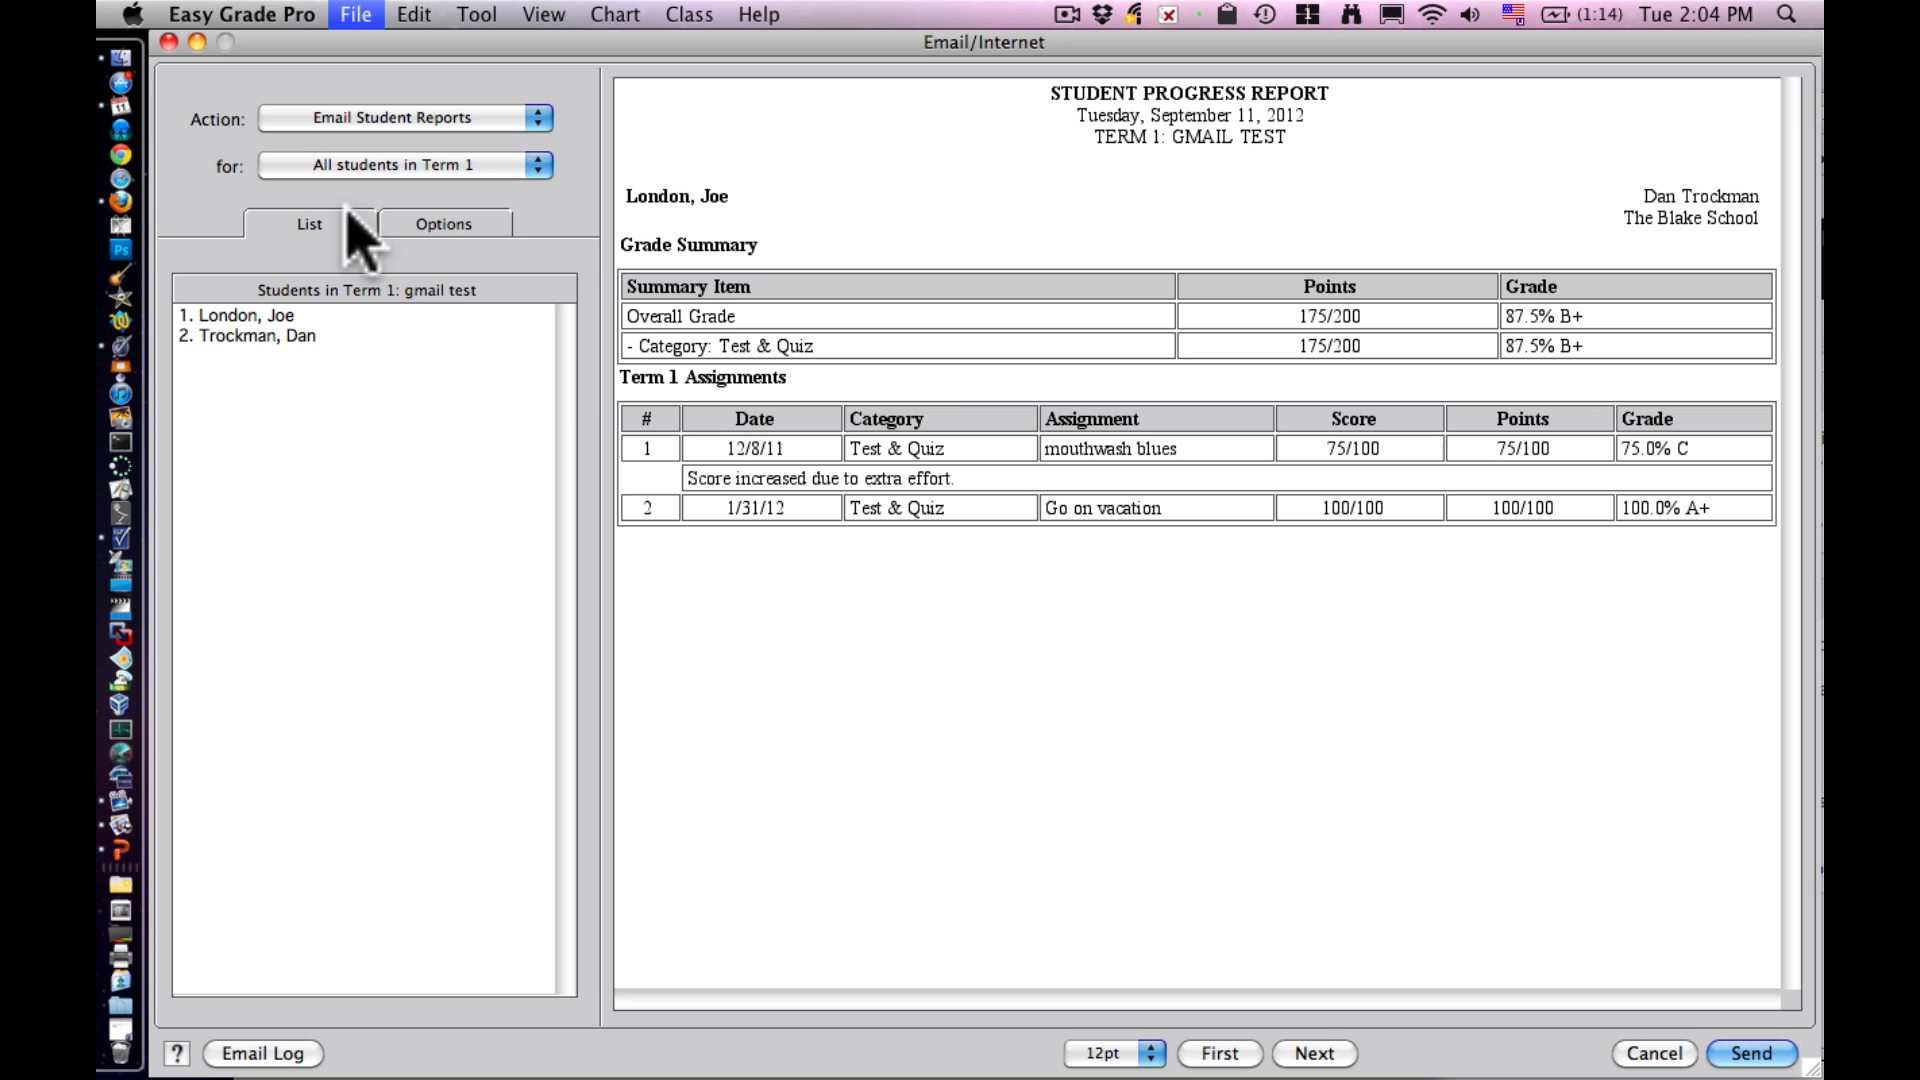 Easy Grade Pro File Edit Tool View Chart Class Help (1:14) Tue 2:04 PM
Email/Internet
Action: Email Student Reports
for: All students in Term 1
List Options
Students in Term 1: gmail test
1. London, Joe
2. Trockman, Dan
STUDENT PROGRESS REPORT
Tuesday, September 11, 2012
TERM 1: GMAIL TEST
London, Joe Dan Trockman
The Blake School
Grade Summary
Summary Item Points Grade
Overall Grade 175/200 87.5% B+
- Category: Test & Quiz 175/200 87.5% B+
Term 1 Assignments
# Date Category Assignment Score Points Grade
1 12/8/11 Test & Quiz mouthwash blues 75/100 75/100 75.0% C
Score increased due to extra effort.
2 1/31/12 Test & Quiz Go on vacation 100/100 100/100 100.0% A+
? Email Log 12pt First Next Cancel Send
11
Ps